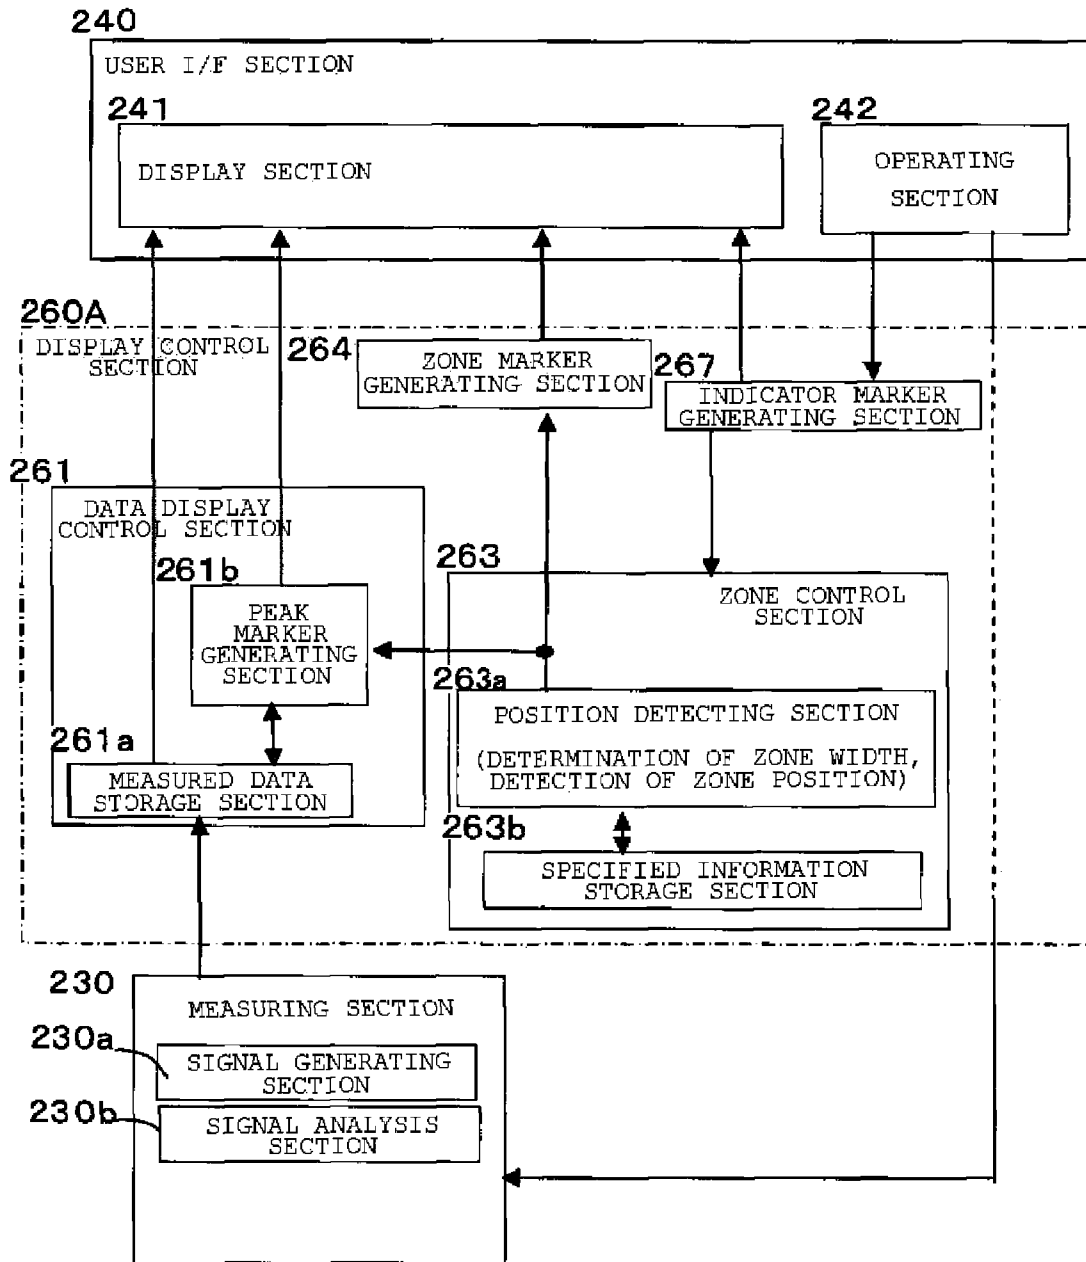 240
USER I/F SECTION
241
242
DISPLAY SECTION
OPERATING
SECTION
260A
DISPLAY CONTROL
SECTION
264
ZONE MARKER
GENERATING SECTION
267
INDICATOR MARKER
GENERATING SECTION
261
DATA DISPLAY
CONTROL SECTION
261b
PEAK
MARKER
GENERATING
SECTION
263
ZONE CONTROL
SECTION
263a
POSITION DETECTING SECTION
(DETERMINATION OF ZONE WIDTH,
DETECTION OF ZONE POSITION)
261a
MEASURED DATA
STORAGE SECTION
263b
SPECIFIED INFORMATION
STORAGE SECTION
230
MEASURING SECTION
230a
SIGNAL GENERATING
SECTION
230b
SIGNAL ANALYSIS
SECTION